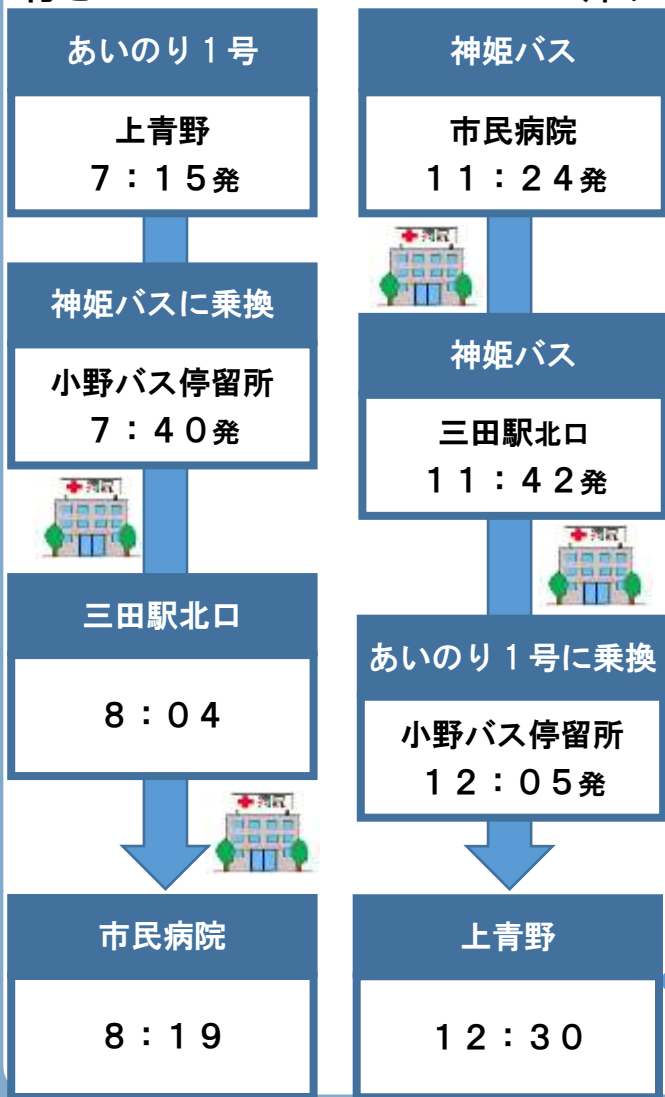 あいのり１号
上青野
７：１５発
神姫バスに乗換
小野バス停留所
７：４０発
三田駅北口
８：０４
市民病院
８：１９
神姫バス
市民病院
１１：２４発
神姫バス
三田駅北口
１１：４２発
あいのり１号に乗換
小野バス停留所
１２：０５発
上青野
１２：３０